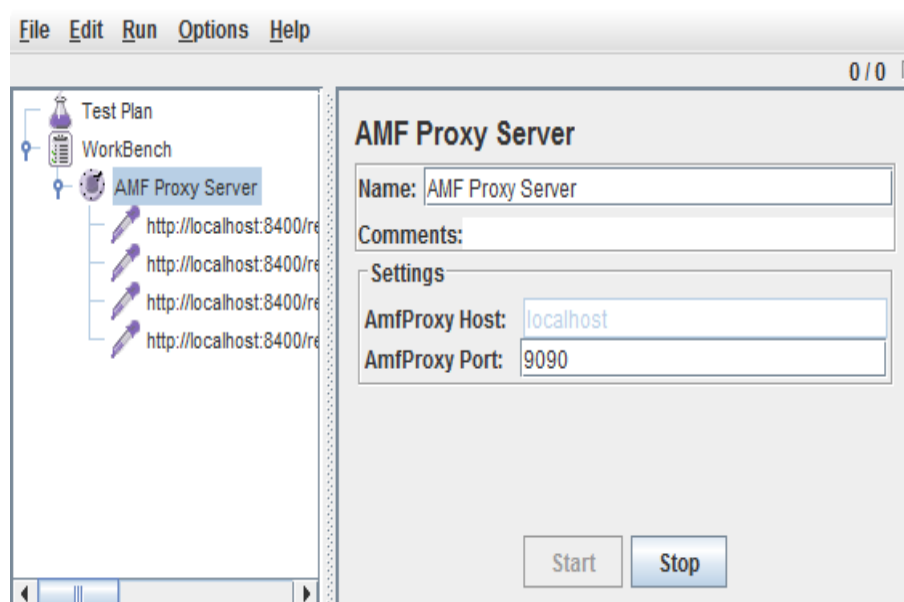 File Edit Run Options Help
0 / 0
Test Plan
WorkBench
AMF Proxy Server
http://localhost:8400/re
http://localhost:8400/re
http://localhost:8400/re
http://localhost:8400/re
AMF Proxy Server
Name: AMF Proxy Server
Comments:
Settings
AmfProxy Host: localhost
AmfProxy Port: 9090
Start Stop